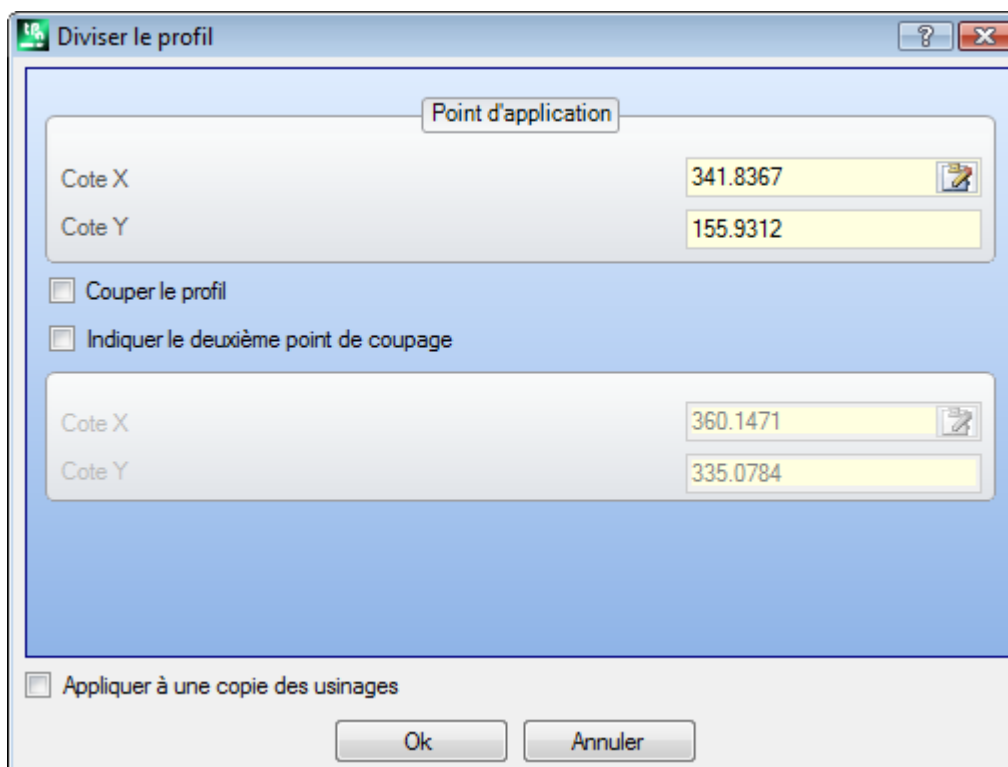 Diviser le profil
Point d'application
Cote X 341.8367
Cote Y 155.9312
Couper le profil
Indiquer le deuxième point de coupage
Cote X 360.1471
Cote Y 335.0784
Appliquer à une copie des usinages
Ok Annuler